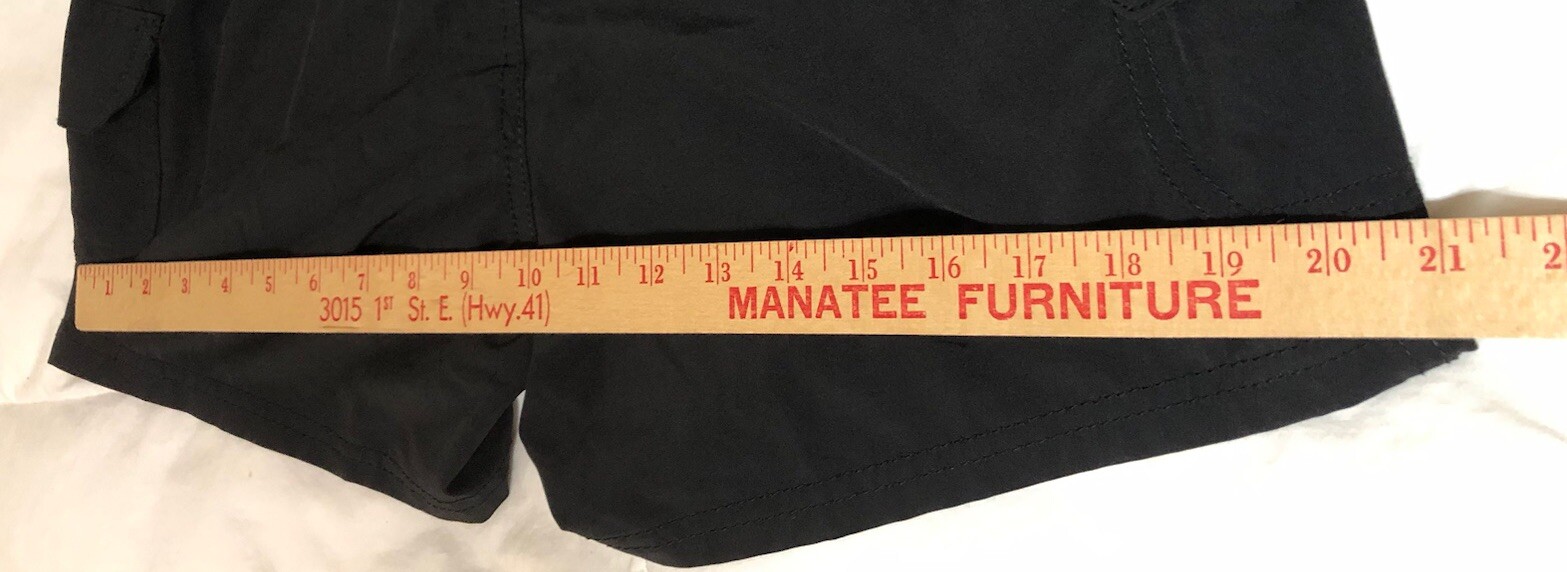 1 2 3 4 5 6 7 8 9 10 11 12 13 14 15 16 17 18 19 20 21 2
3015 1ST St. E. (Hwy.41) MANATEE FURNITURE